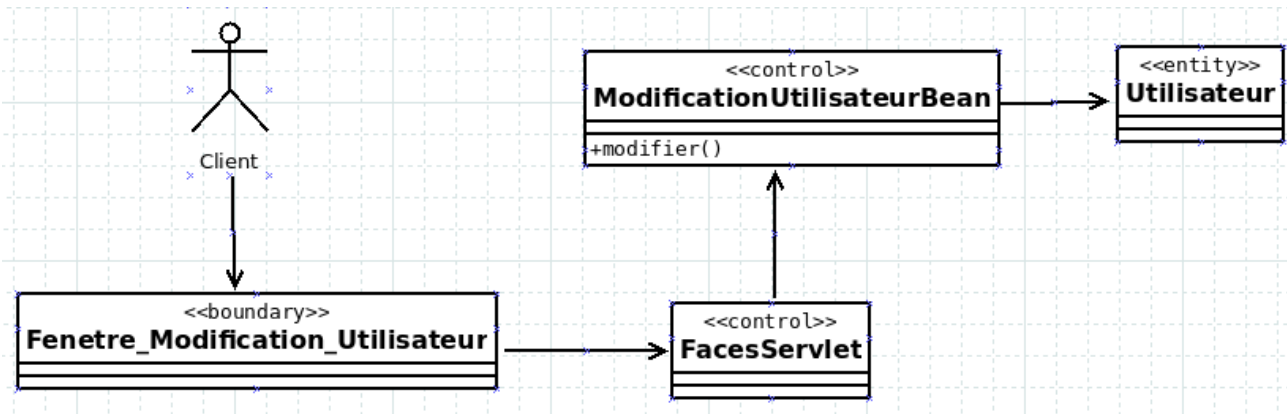 Client
<<boundary>>
Fenetre_Modification_Utilisateur
<<control>>
FacesServlet
<<control>>
ModificationUtilisateurBean
+modifier()
<<entity>>
Utilisateur